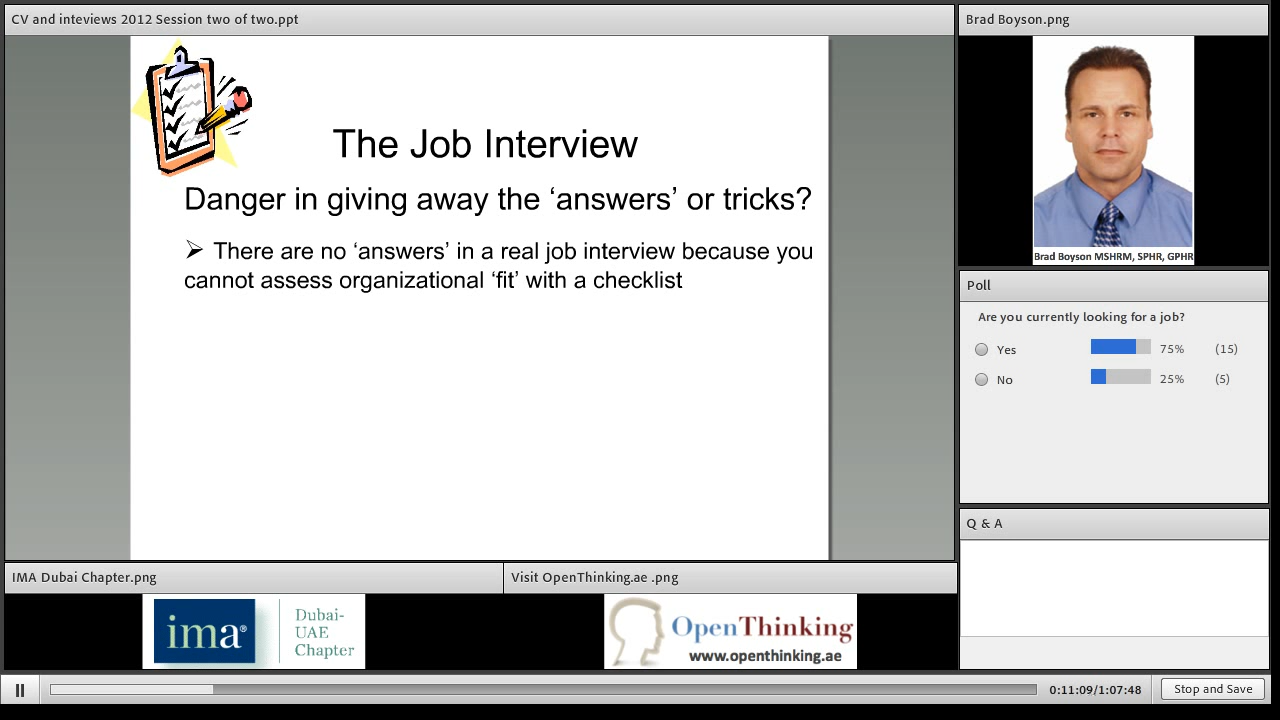 CV and inteviews 2012 Session two of two.ppt
The Job Interview
Danger in giving away the ‘answers’ or tricks?
➢ There are no ‘answers’ in a real job interview because you
cannot assess organizational ‘fit’ with a checklist
Brad Boyson.png
Brad Boyson MSHRM, SPHR, GPHR
Poll
Are you currently looking for a job?
Yes 75% (15)
No 25% (5)
Q & A
IMA Dubai Chapter.png
ima®
Dubai-
UAE
Chapter
Visit OpenThinking.ae .png
OpenThinking
www.openthinking.ae
0:11:09/1:07:48
Stop and Save